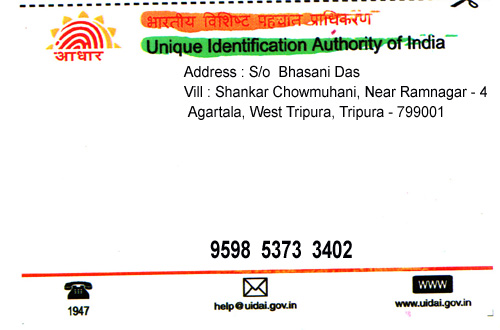 भारतीय विशिष्ट पहचान प्राधिकरण
Unique Identification Authority of India
आधार
Address : S/o Bhasani Das
Vill : Shankar Chowmuhani, Near Ramnagar - 4
Agartala, West Tripura, Tripura - 799001
9598 5373 3402
WWW
1947
help@uidai.gov.in
www.uidai.gov.in